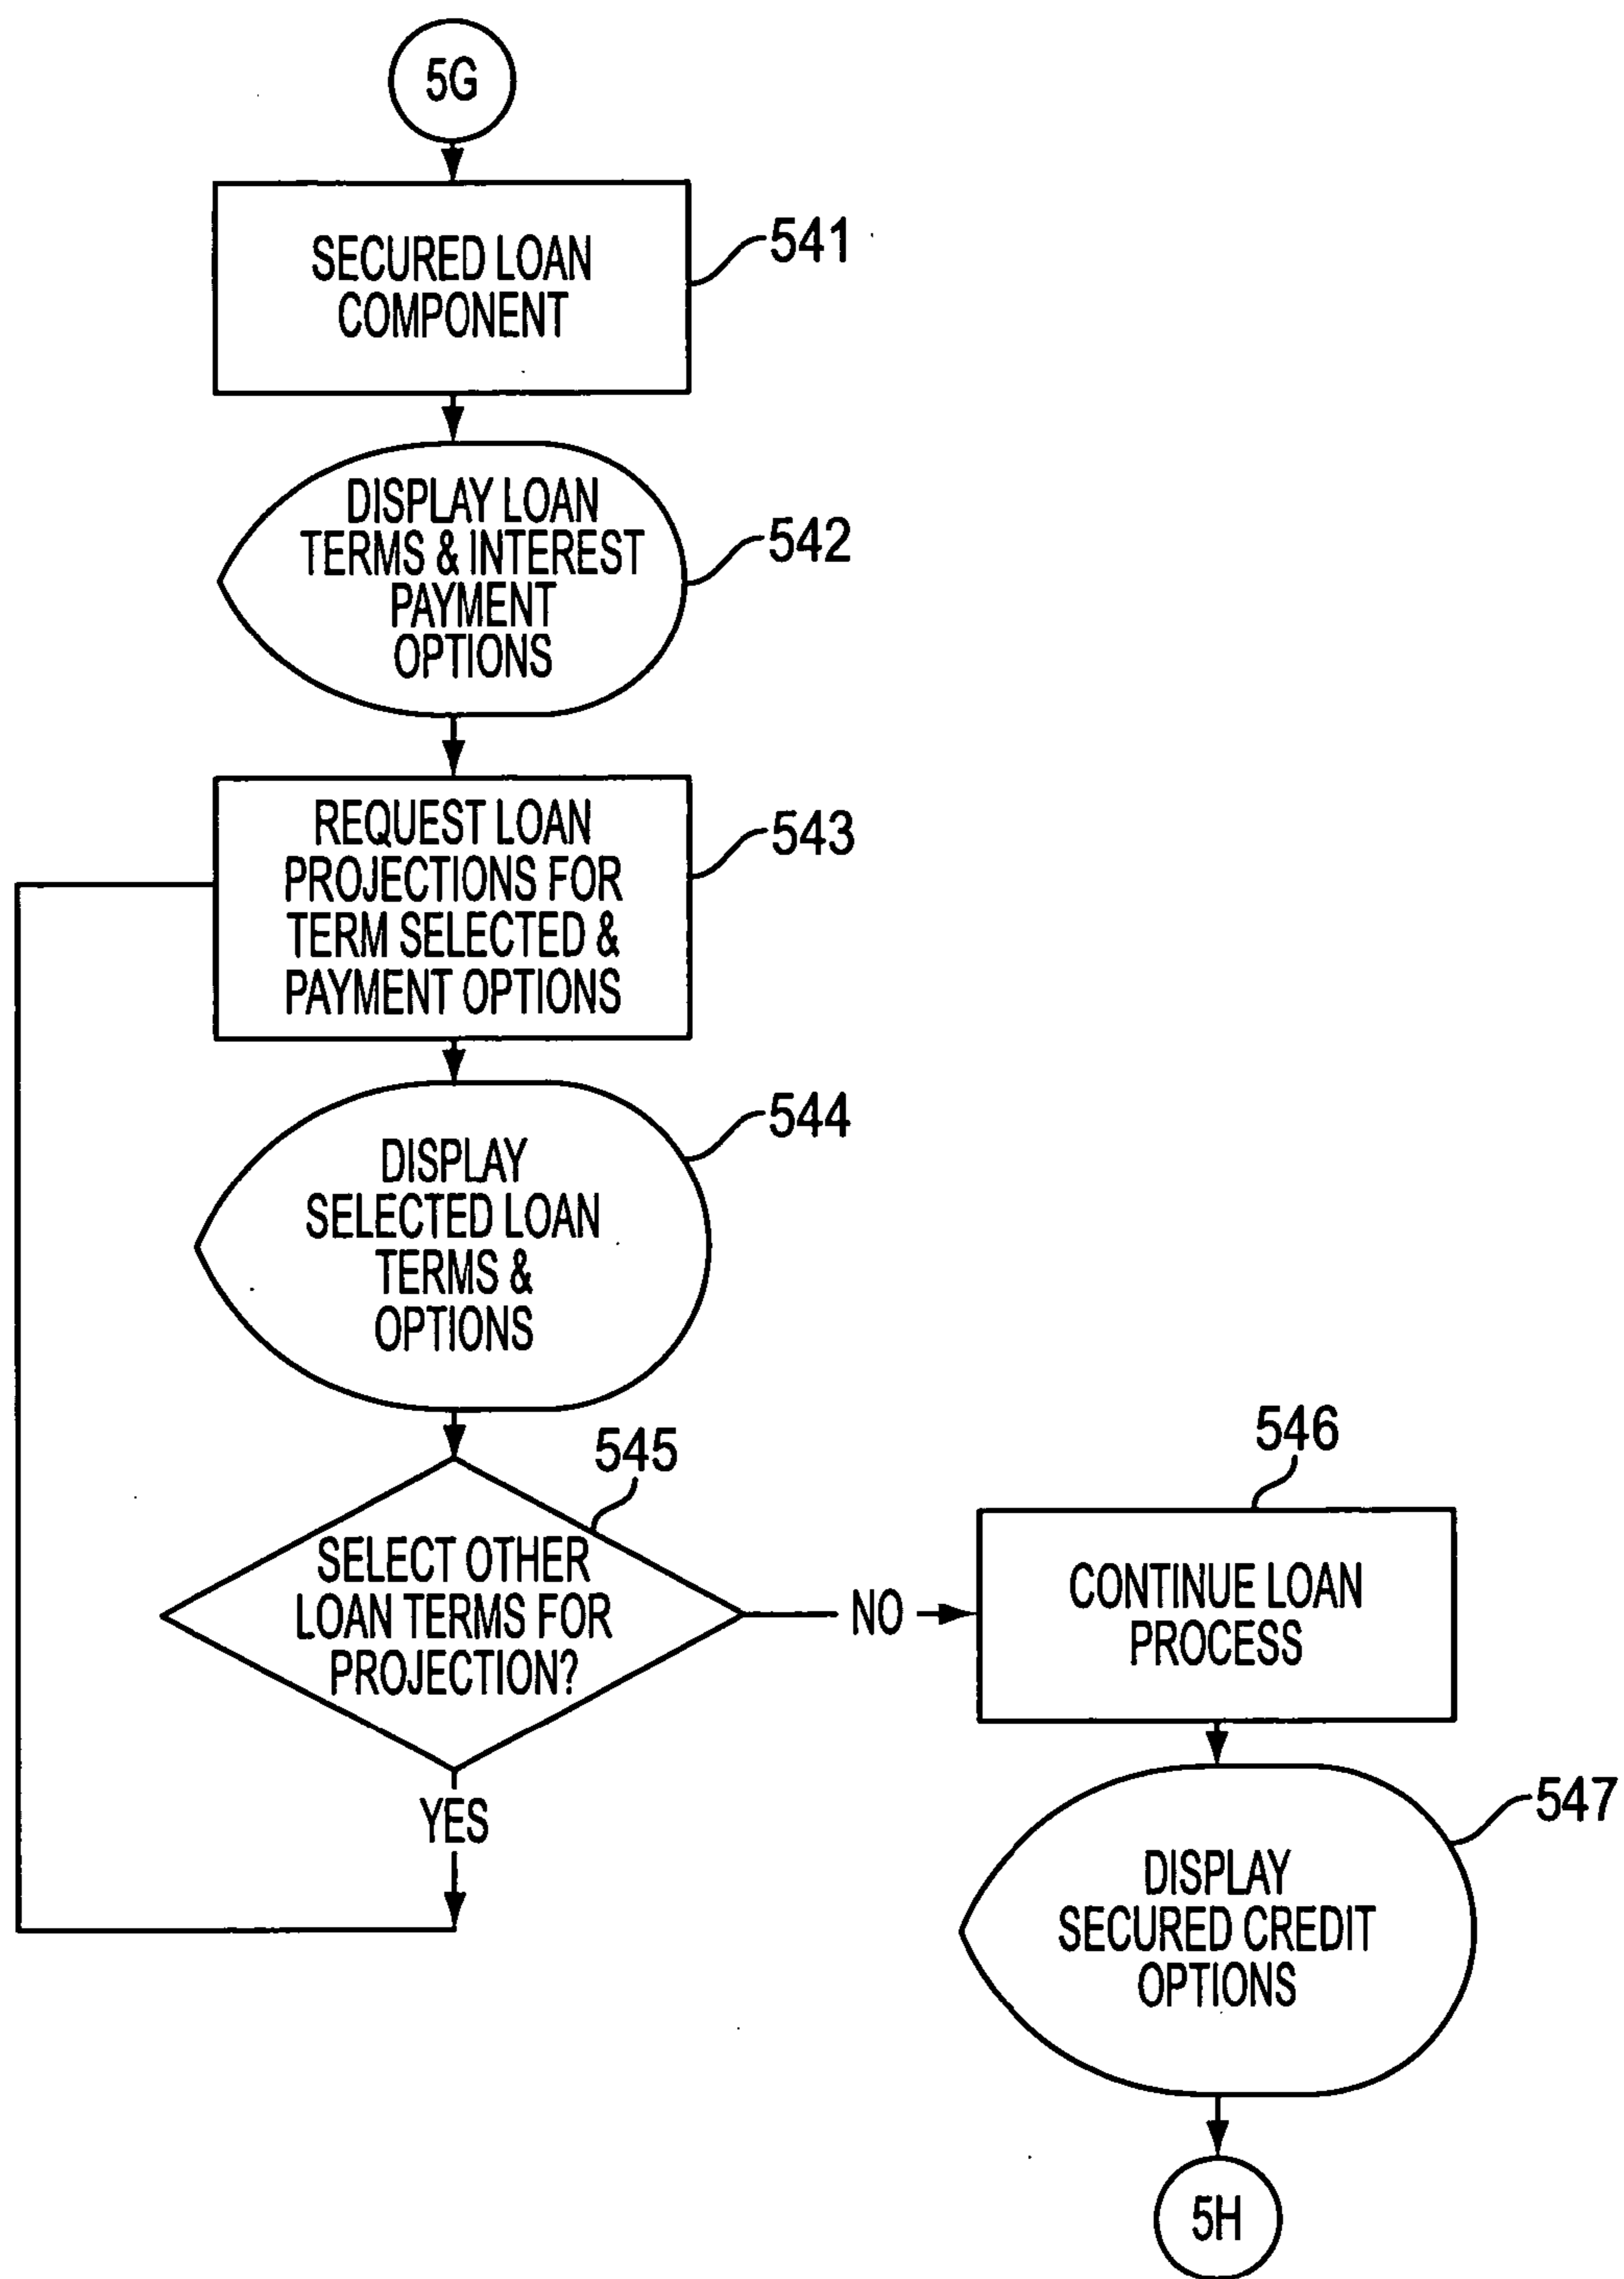 5G
SECURED LOAN
COMPONENT
541
DISPLAY LOAN
TERMS & INTEREST
PAYMENT
OPTIONS
542
REQUEST LOAN
PROJECTIONS FOR
TERM SELECTED &
PAYMENT OPTIONS
543
DISPLAY
SELECTED LOAN
TERMS &
OPTIONS
544
545
SELECT OTHER
LOAN TERMS FOR
PROJECTION?
YES
NO
546
CONTINUE LOAN
PROCESS
547
DISPLAY
SECURED CREDIT
OPTIONS
5H